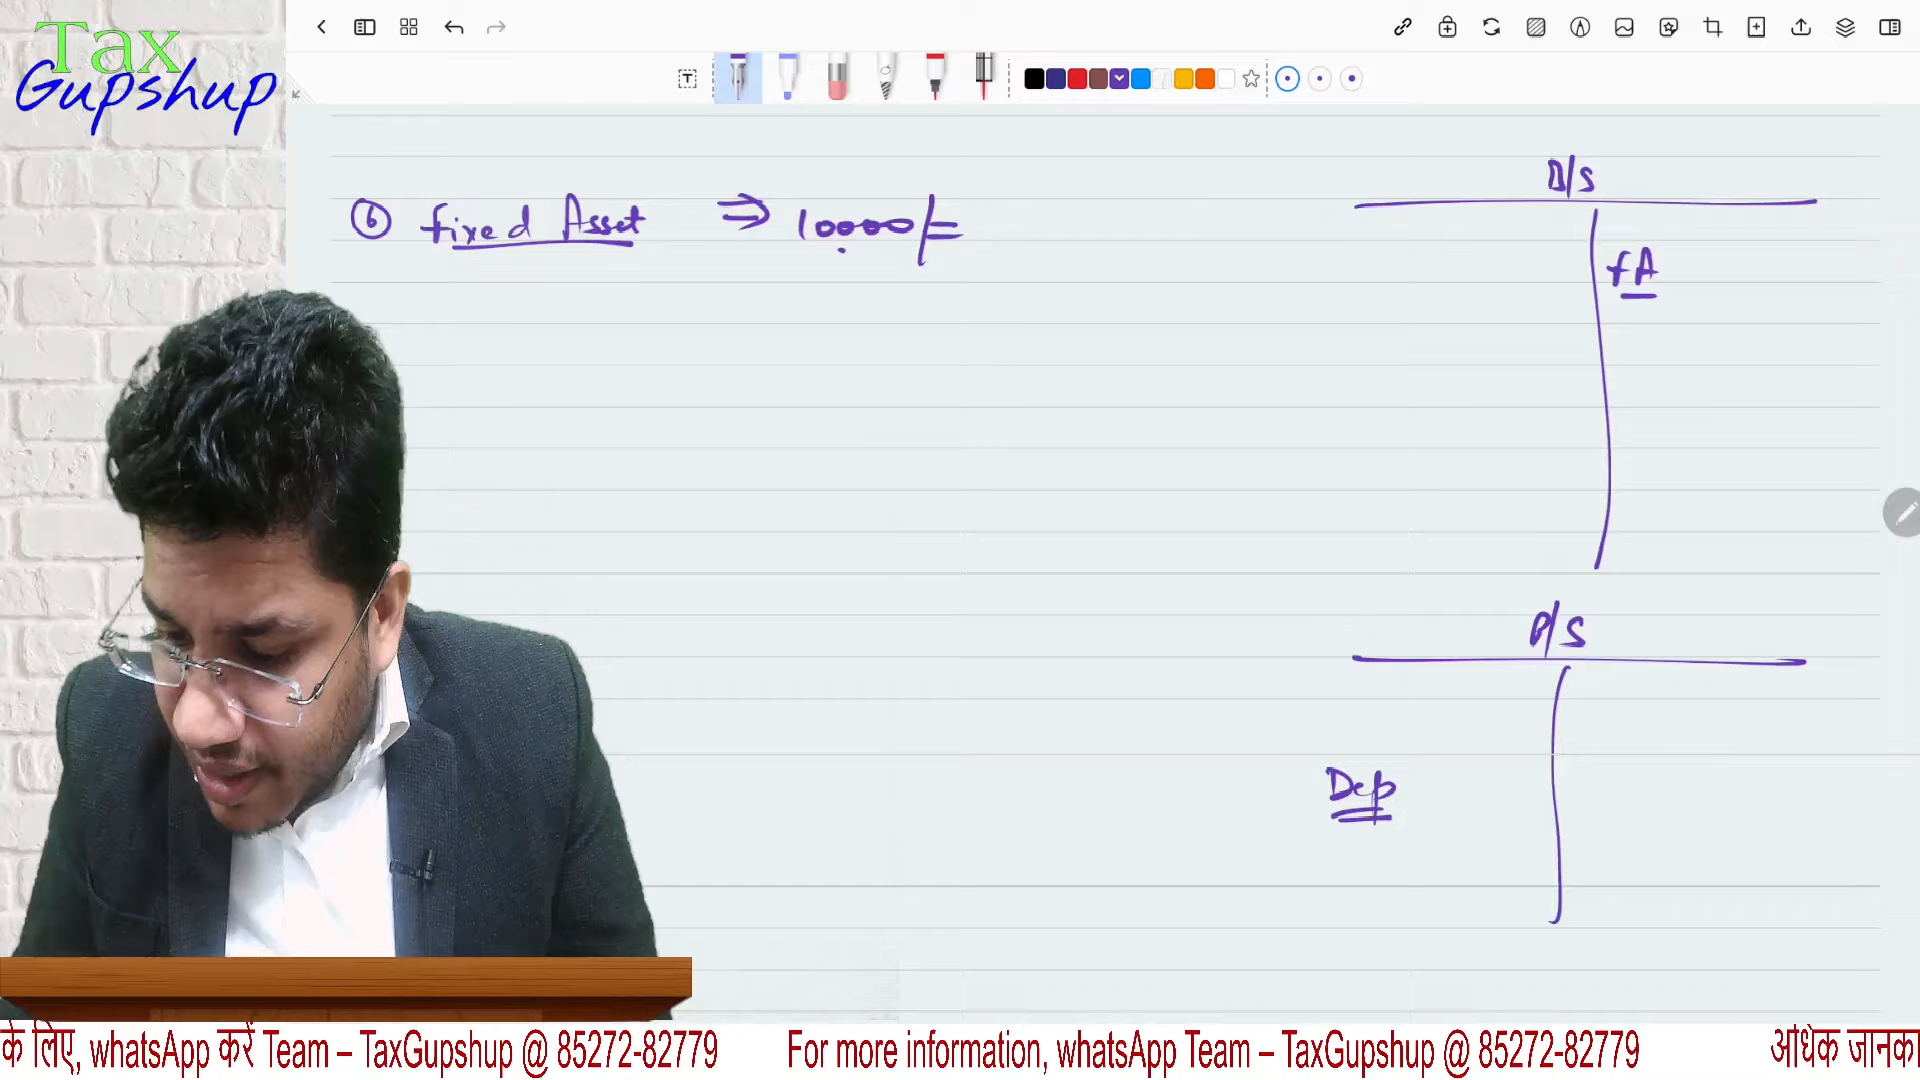 Tax
Gupshup
T
⑥ fixed Asset ⇒ 10000/=
B/S
FA
P/S
Dep
के लिए, whatsApp करें Team – TaxGupshup @ 85272-82779 For more information, whatsApp Team – TaxGupshup @ 85272-82779 अधिक जानका